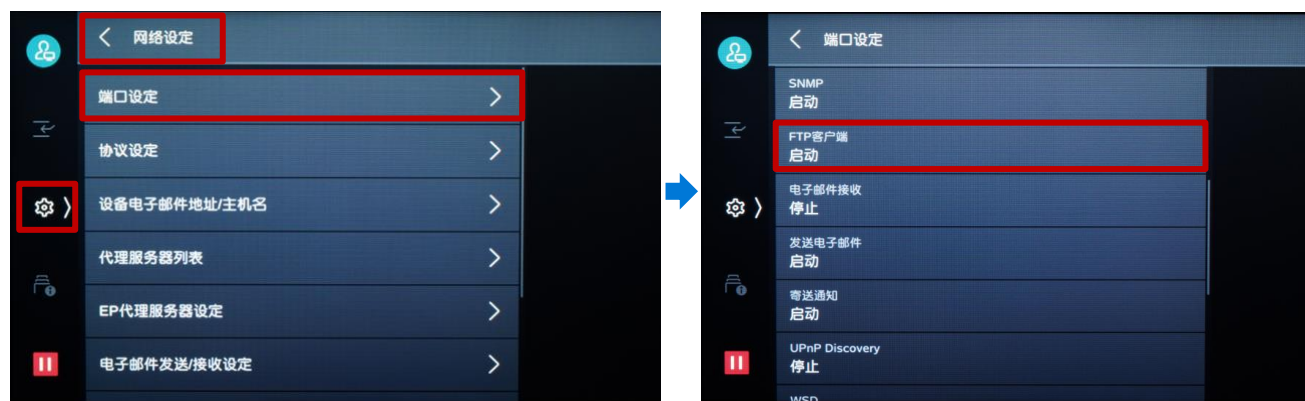 网络设定
端口设定
协议设定
设备电子邮件地址/主机名
代理服务器列表
EP代理服务器设定
电子邮件发送/接收设定
端口设定
SNMP
启动
FTP客户端
启动
电子邮件接收
停止
发送电子邮件
启动
寄送通知
启动
UPnP Discovery
停止
WSD